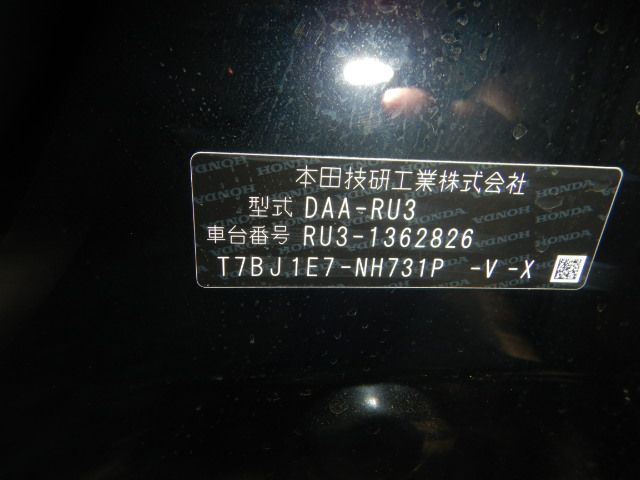 本田技研工業株式会社
型式 DAA-RU3
車台番号 RU3-1362826
T7BJ1E7-NH731P -V -X